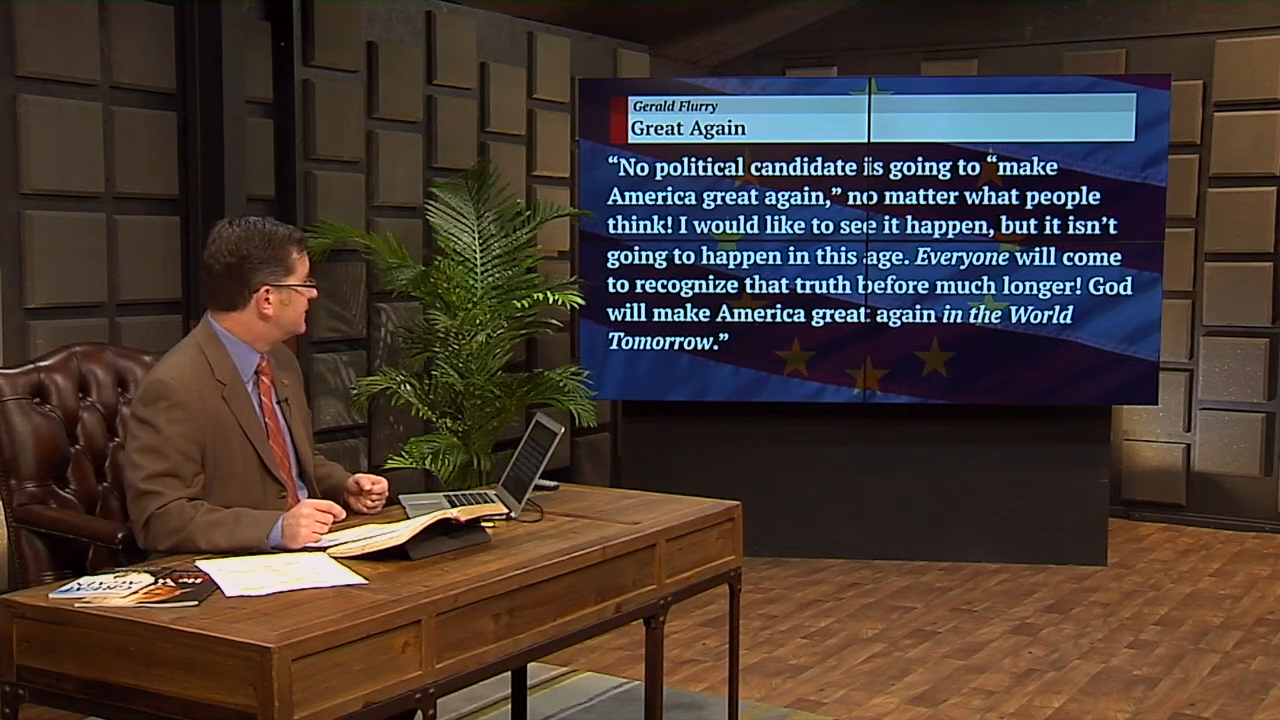 Gerald Flurry
Great Again
“No political candidate is going to “make
America great again,” no matter what people
think! I would like to see it happen, but it isn’t
going to happen in this age. Everyone will come
to recognize that truth before much longer! God
will make America great again in the World
Tomorrow.”
GREAT
AGAIN